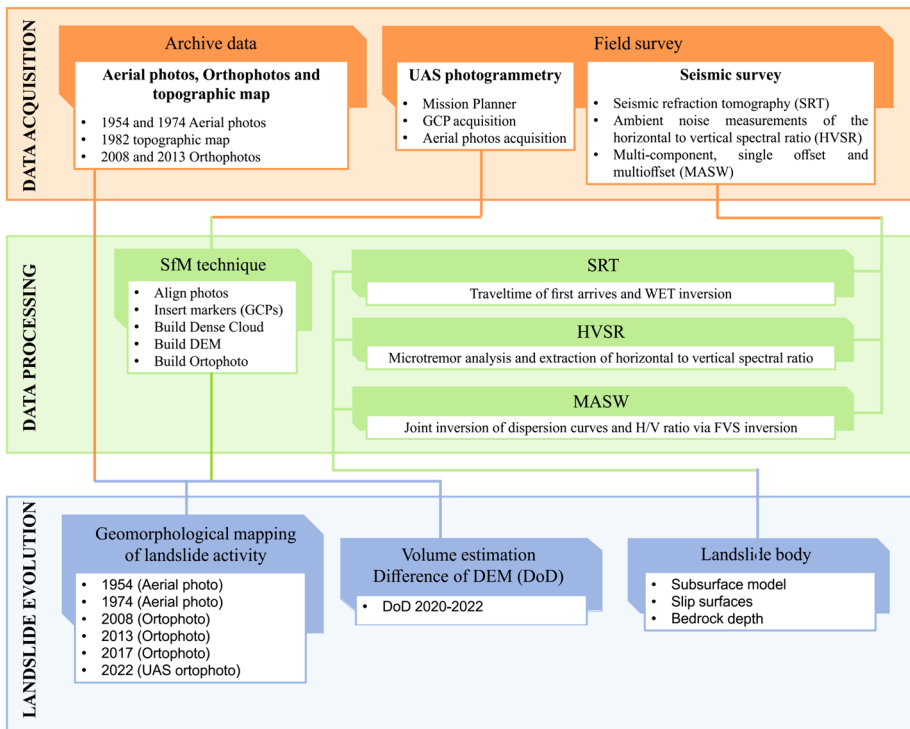 DATA ACQUISITION
Archive data
Aerial photos, Orthophotos and
topographic map
• 1954 and 1974 Aerial photos
• 1982 topographic map
• 2008 and 2013 Orthophotos
Field survey
UAS photogrammetry
• Mission Planner
• GCP acquisition
• Aerial photos acquisition
Seismic survey
• Seismic refraction tomography (SRT)
• Ambient noise measurements of the
horizontal to vertical spectral ratio (HVSR)
• Multi-component, single offset and
multioffset (MASW)
DATA PROCESSING
SfM technique
• Align photos
• Insert markers (GCPs)
• Build Dense Cloud
• Build DEM
• Build Ortophoto
SRT
Traveltime of first arrives and WET inversion
HVSR
Microtremor analysis and extraction of horizontal to vertical spectral ratio
MASW
Joint inversion of dispersion curves and H/V ratio via FVS inversion
LANDSLIDE EVOLUTION
Geomorphological mapping
of landslide activity
• 1954 (Aerial photo)
• 1974 (Aerial photo)
• 2008 (Ortophoto)
• 2013 (Ortophoto)
• 2017 (Ortophoto)
• 2022 (UAS ortophoto)
Volume estimation
Difference of DEM (DoD)
• DoD 2020-2022
Landslide body
• Subsurface model
• Slip surfaces
• Bedrock depth